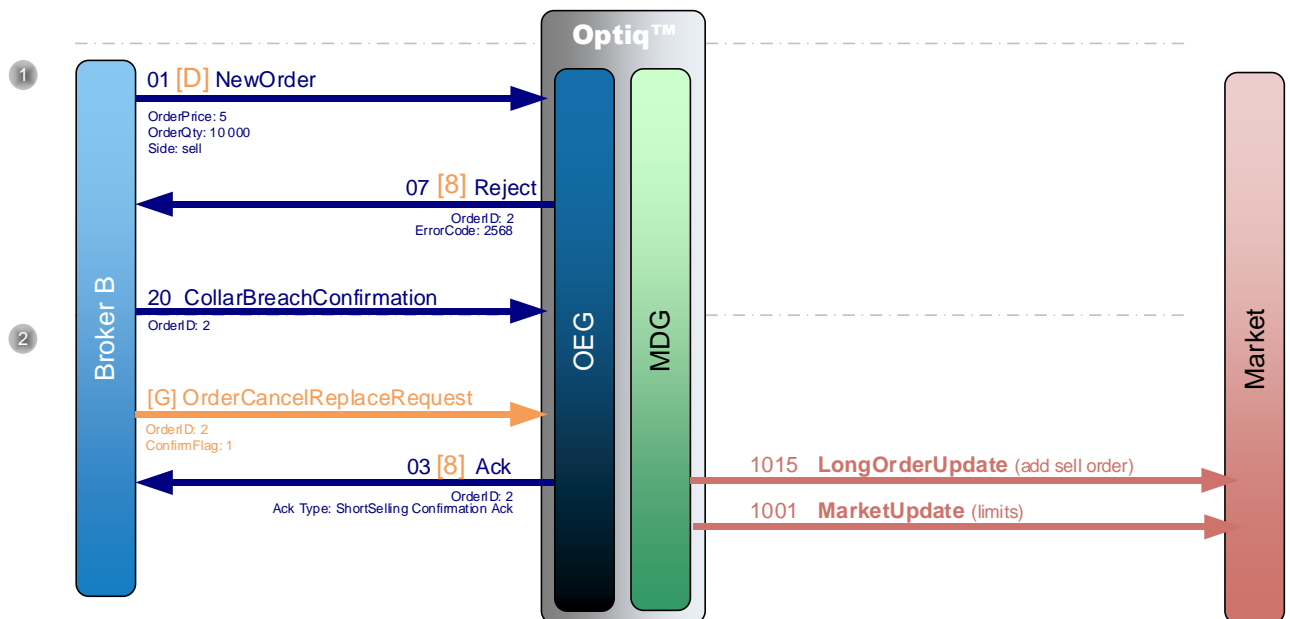 Optiq™
1
01 [D] NewOrder
OrderPrice: 5
OrderQty: 10 000
Side: sell
07 [8] Reject
OrderID: 2
ErrorCode: 2568
20 CollarBreachConfirmation
OrderID: 2
2
Broker B
OEG
MDG
Market
[G] OrderCancelReplaceRequest
OrderID: 2
ConfirmFlag: 1
03 [8] Ack
OrderID: 2
Ack Type: ShortSelling Confirmation Ack
1015 LongOrderUpdate (add sell order)
1001 MarketUpdate (limits)